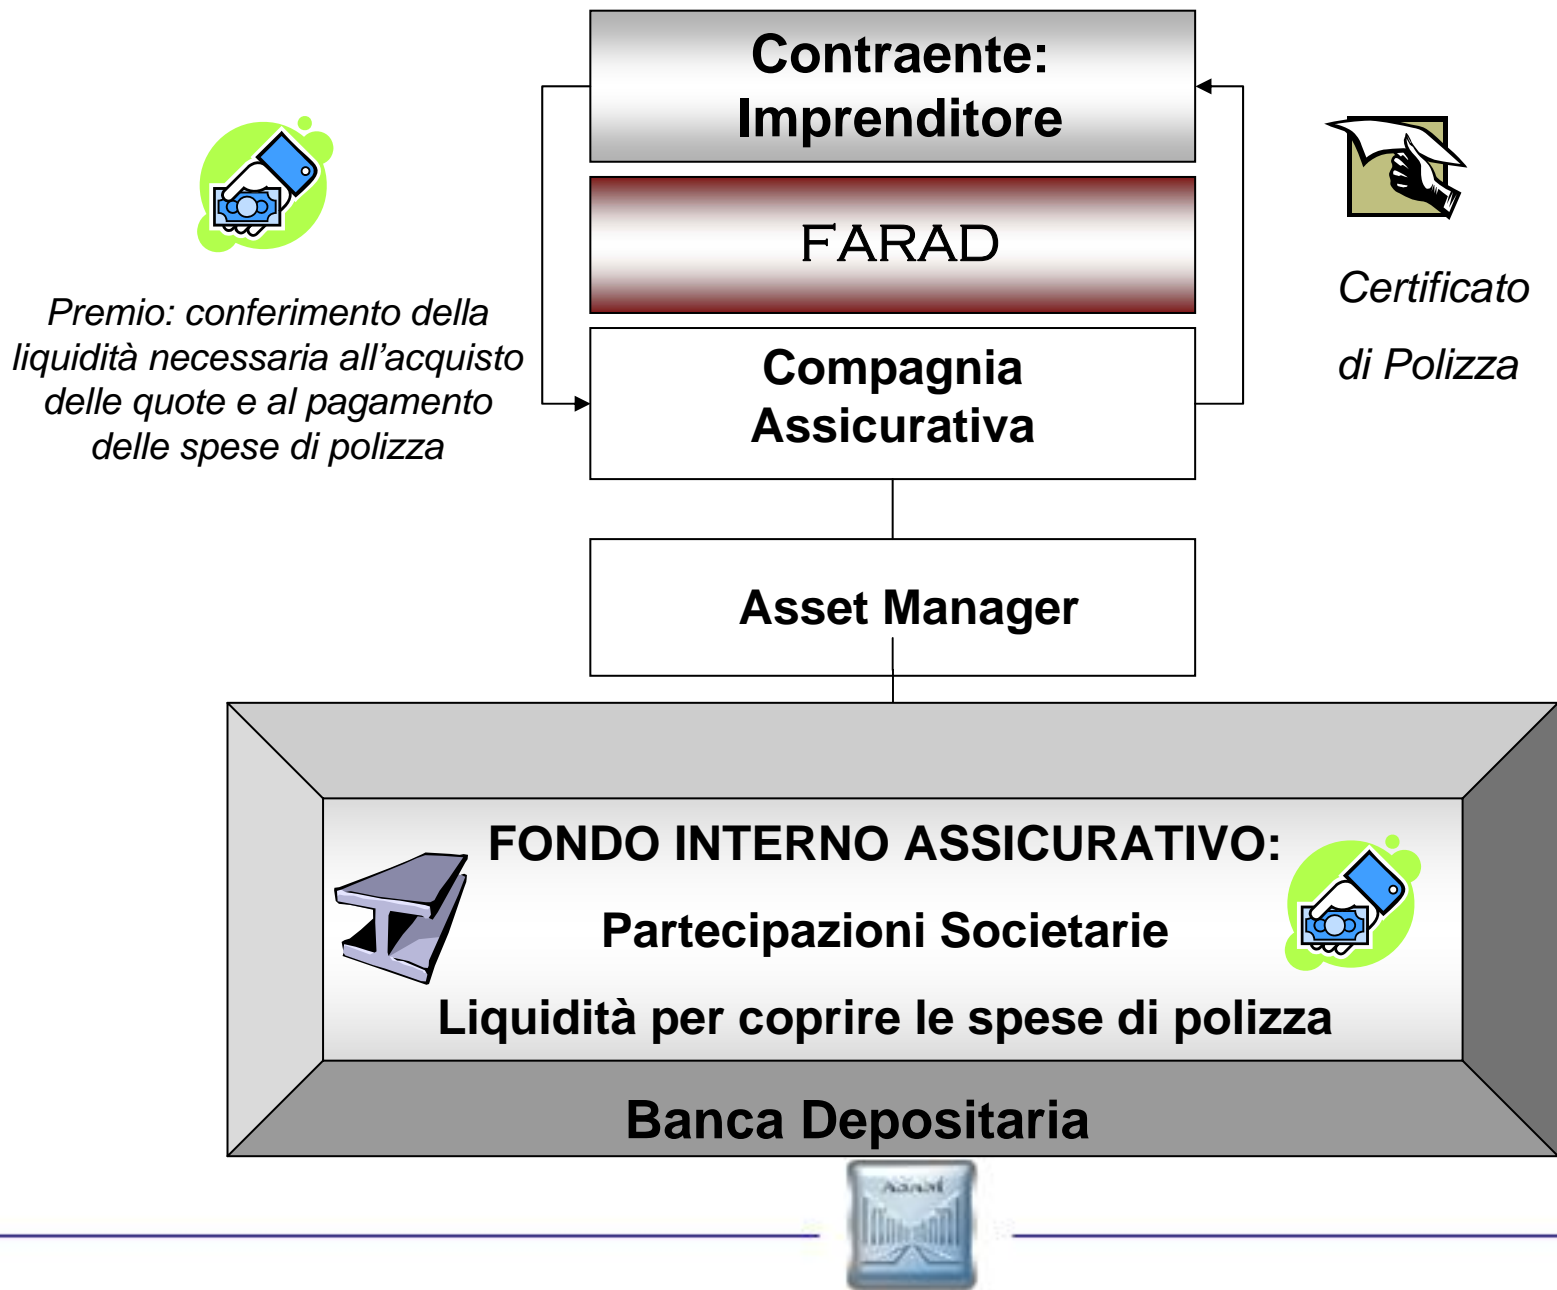 Contraente:
Imprenditore
FARAD
Premio: conferimento della
liquidità necessaria all’acquisto
delle quote e al pagamento
delle spese di polizza
Certificato
di Polizza
Compagnia
Assicurativa
Asset Manager
FONDO INTERNO ASSICURATIVO:
Partecipazioni Societarie
Liquidità per coprire le spese di polizza
Banca Depositaria